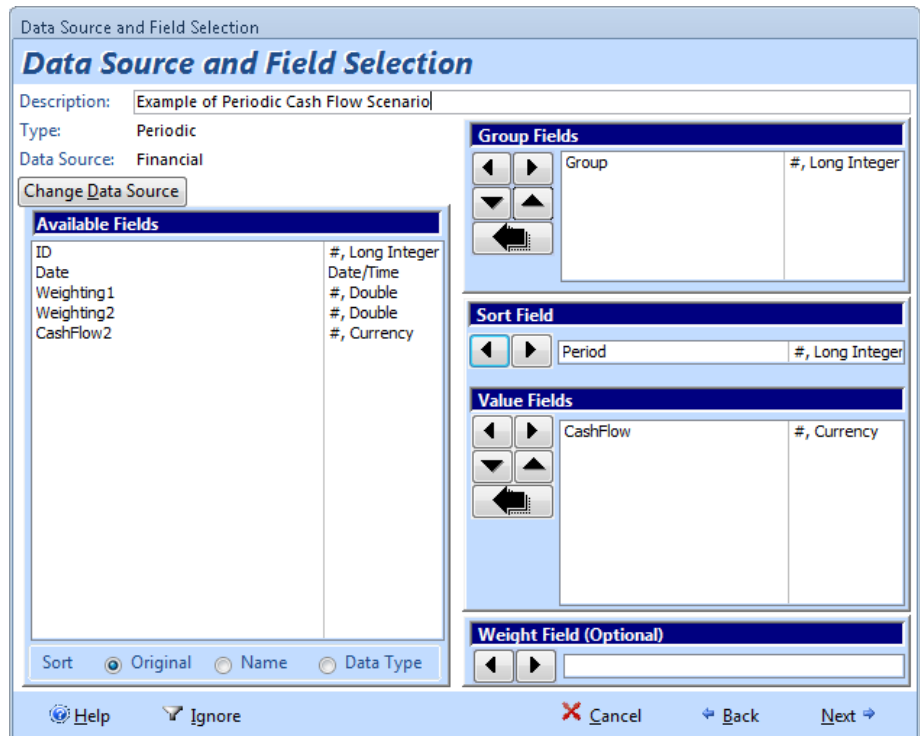 Data Source and Field Selection
Data Source and Field Selection
Description: Example of Periodic Cash Flow Scenario
Type: Periodic
Data Source: Financial
Change Data Source
Available Fields
ID #, Long Integer
Date Date/Time
Weighting1 #, Double
Weighting2 #, Double
CashFlow2 #, Currency
Sort Original Name Data Type
Group Fields
Group #, Long Integer
Sort Field
Period #, Long Integer
Value Fields
CashFlow #, Currency
Weight Field (Optional)
Help Ignore Cancel Back Next